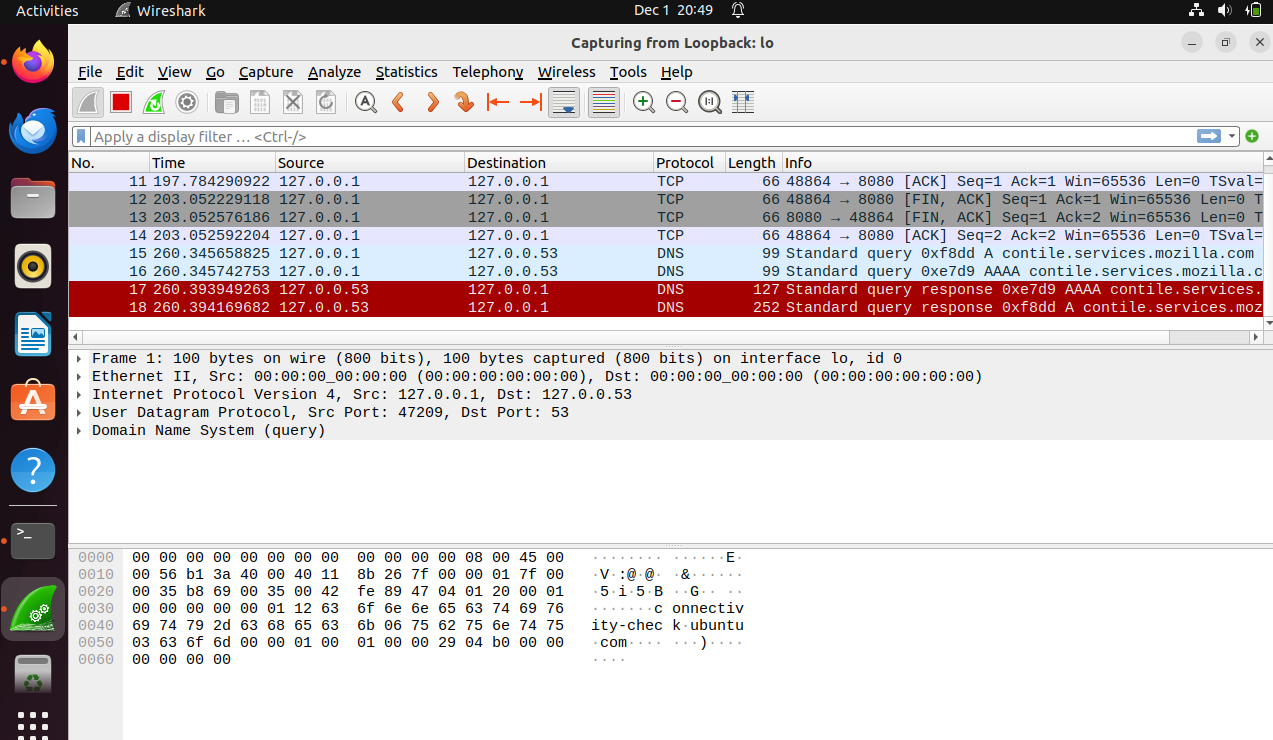 Activities Wireshark Dec 1 20:49
Capturing from Loopback: lo
File Edit View Go Capture Analyze Statistics Telephony Wireless Tools Help
Apply a display filter … <Ctrl-/>
No. Time Source Destination Protocol Length Info
11 197.784290922 127.0.0.1 127.0.0.1 TCP 66 48864 → 8080 [ACK] Seq=1 Ack=1 Win=65536 Len=0 TSval=
12 203.052229118 127.0.0.1 127.0.0.1 TCP 66 48864 → 8080 [FIN, ACK] Seq=1 Ack=1 Win=65536 Len=0 T
13 203.052576186 127.0.0.1 127.0.0.1 TCP 66 8080 → 48864 [FIN, ACK] Seq=1 Ack=2 Win=65536 Len=0 T
14 203.052592204 127.0.0.1 127.0.0.1 TCP 66 48864 → 8080 [ACK] Seq=2 Ack=2 Win=65536 Len=0 TSval=
15 260.345658825 127.0.0.1 127.0.0.53 DNS 99 Standard query 0xf8dd A contile.services.mozilla.com
16 260.345742753 127.0.0.1 127.0.0.53 DNS 99 Standard query 0xe7d9 AAAA contile.services.mozilla.c
17 260.393949263 127.0.0.53 127.0.0.1 DNS 127 Standard query response 0xe7d9 AAAA contile.services.
18 260.394169682 127.0.0.53 127.0.0.1 DNS 252 Standard query response 0xf8dd A contile.services.moz
Frame 1: 100 bytes on wire (800 bits), 100 bytes captured (800 bits) on interface lo, id 0
Ethernet II, Src: 00:00:00_00:00:00 (00:00:00:00:00:00), Dst: 00:00:00_00:00:00 (00:00:00:00:00:00)
Internet Protocol Version 4, Src: 127.0.0.1, Dst: 127.0.0.53
User Datagram Protocol, Src Port: 47209, Dst Port: 53
Domain Name System (query)
0000 00 00 00 00 00 00 00 00 00 00 00 00 08 00 45 00 ········ ······E·
0010 00 56 b1 3a 40 00 40 11 8b 26 7f 00 00 01 7f 00 ·V·:@·@· ·&······
0020 00 35 b8 69 00 35 00 42 fe 89 47 04 01 20 00 01 ·5·i·5·B ··G·· ··
0030 00 00 00 00 00 01 12 63 6f 6e 6e 65 63 74 69 76 ·······c onnectiv
0040 69 74 79 2d 63 68 65 63 6b 06 75 62 75 6e 74 75 ity-chec k·ubuntu
0050 03 63 6f 6d 00 00 01 00 01 00 00 29 04 b0 00 00 ·com···· ···)····
0060 00 00 00 00 ····